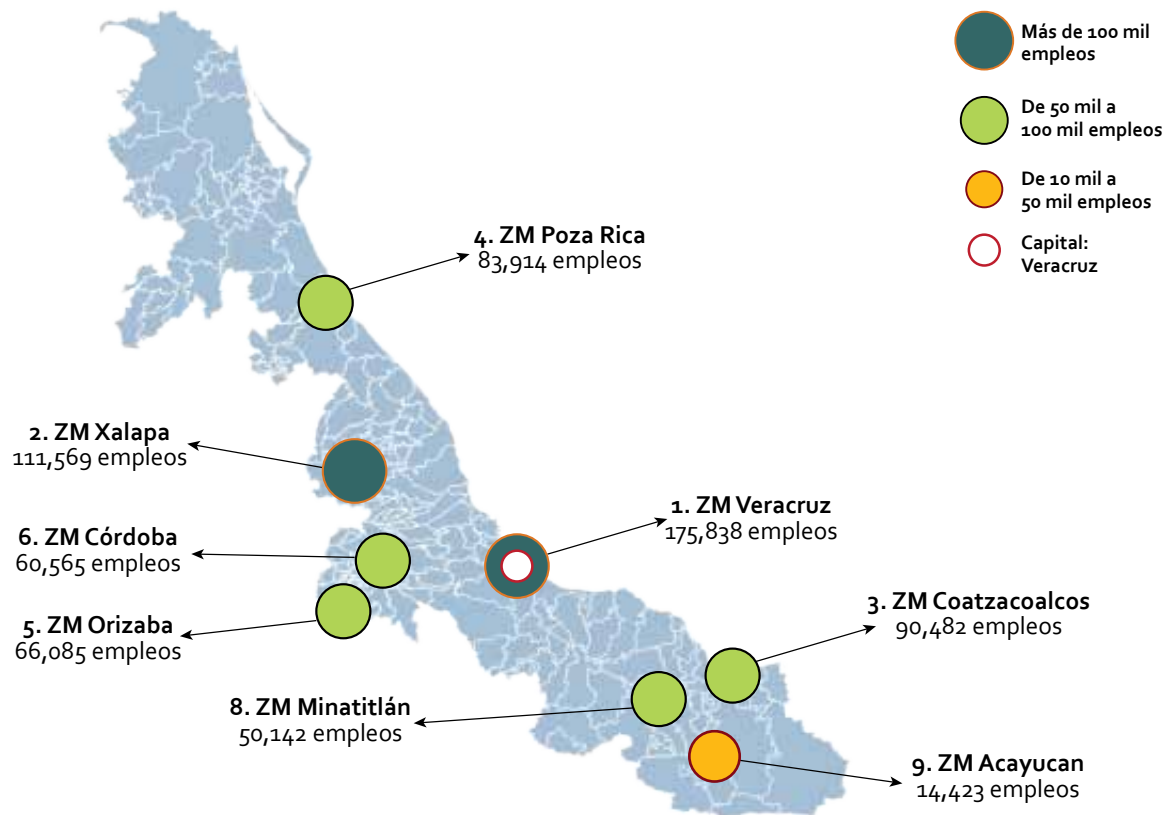 Más de 100 mil
empleos
De 50 mil a
100 mil empleos
De 10 mil a
50 mil empleos
Capital:
Veracruz
4. ZM Poza Rica
83,914 empleos
2. ZM Xalapa
111,569 empleos
1. ZM Veracruz
175,838 empleos
6. ZM Córdoba
60,565 empleos
3. ZM Coatzacoalcos
90,482 empleos
5. ZM Orizaba
66,085 empleos
8. ZM Minatitlán
50,142 empleos
9. ZM Acayucan
14,423 empleos